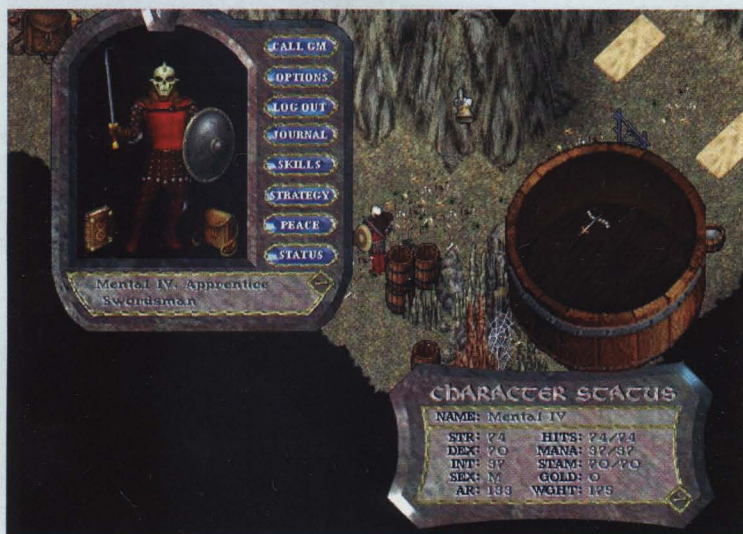 CALL GM
OPTIONS
LOG OUT
JOURNAL
SKILLS
STRATEGY
PEACE
STATUS
Mental IV, Apprentice
Swordsman
CHARACTER STATUS
NAME: Mental IV
STR: 74 HITS: 74/74
DEX: 70 MANA: 37/37
INT: 37 STAM: 70/70
SEX: M GOLD: 0
AR: 133 WGHT: 175